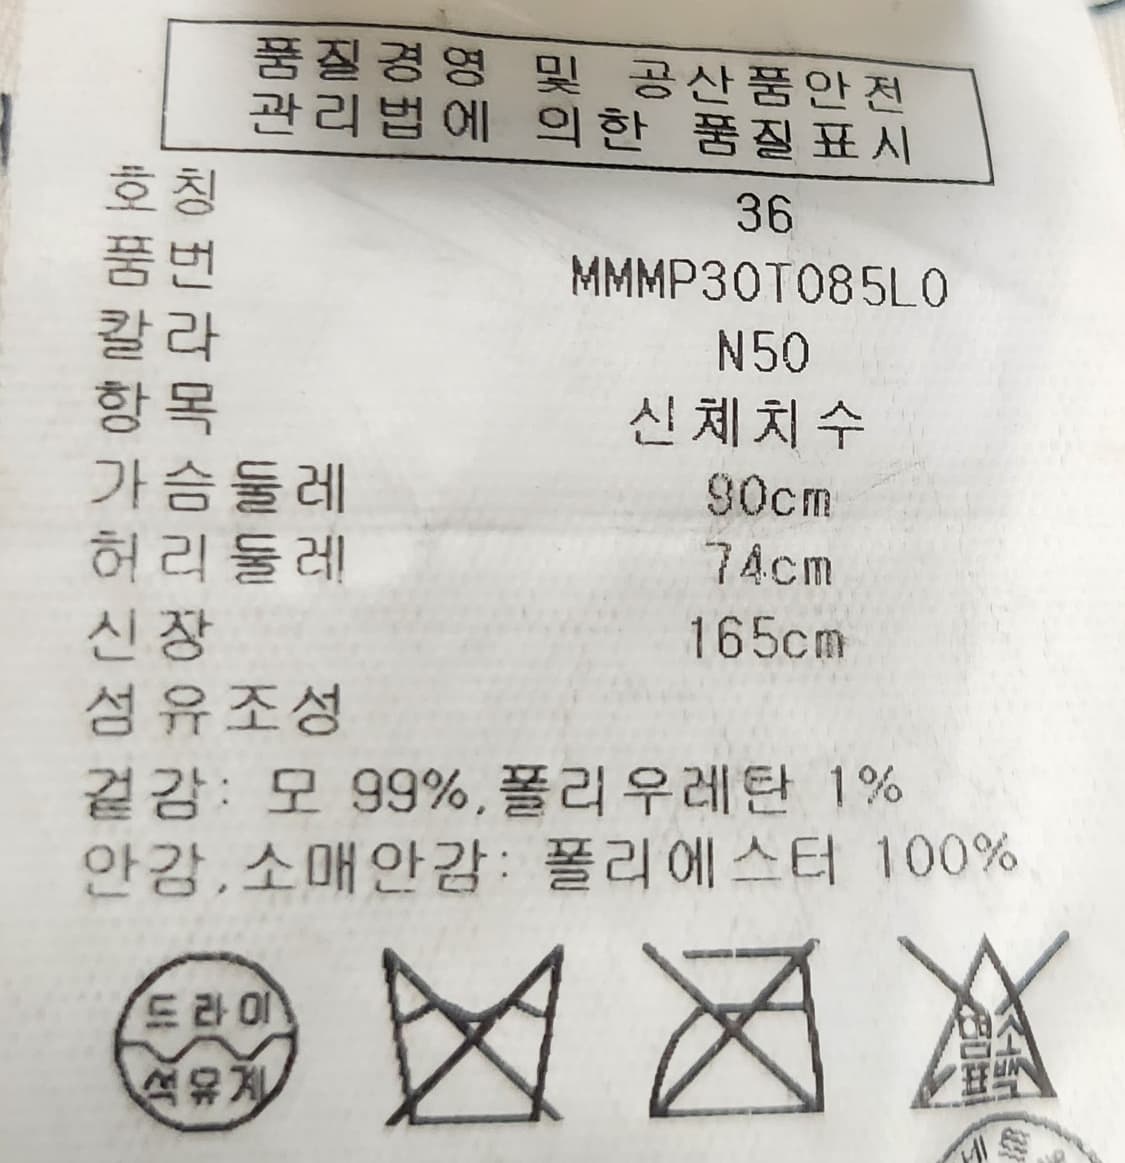 품질경영 및 공산품안전
관리법에 의한 품질표시
호칭 36
품번 MMMP30T085L0
칼라 N50
항목 신체치수
가슴둘레 90cm
허리둘레 74cm
신장 165cm
섬유조성
겉감: 모 99%,폴리우레탄 1%
안감,소매안감: 폴리에스터 100%
드라이
석유계
염소
표백